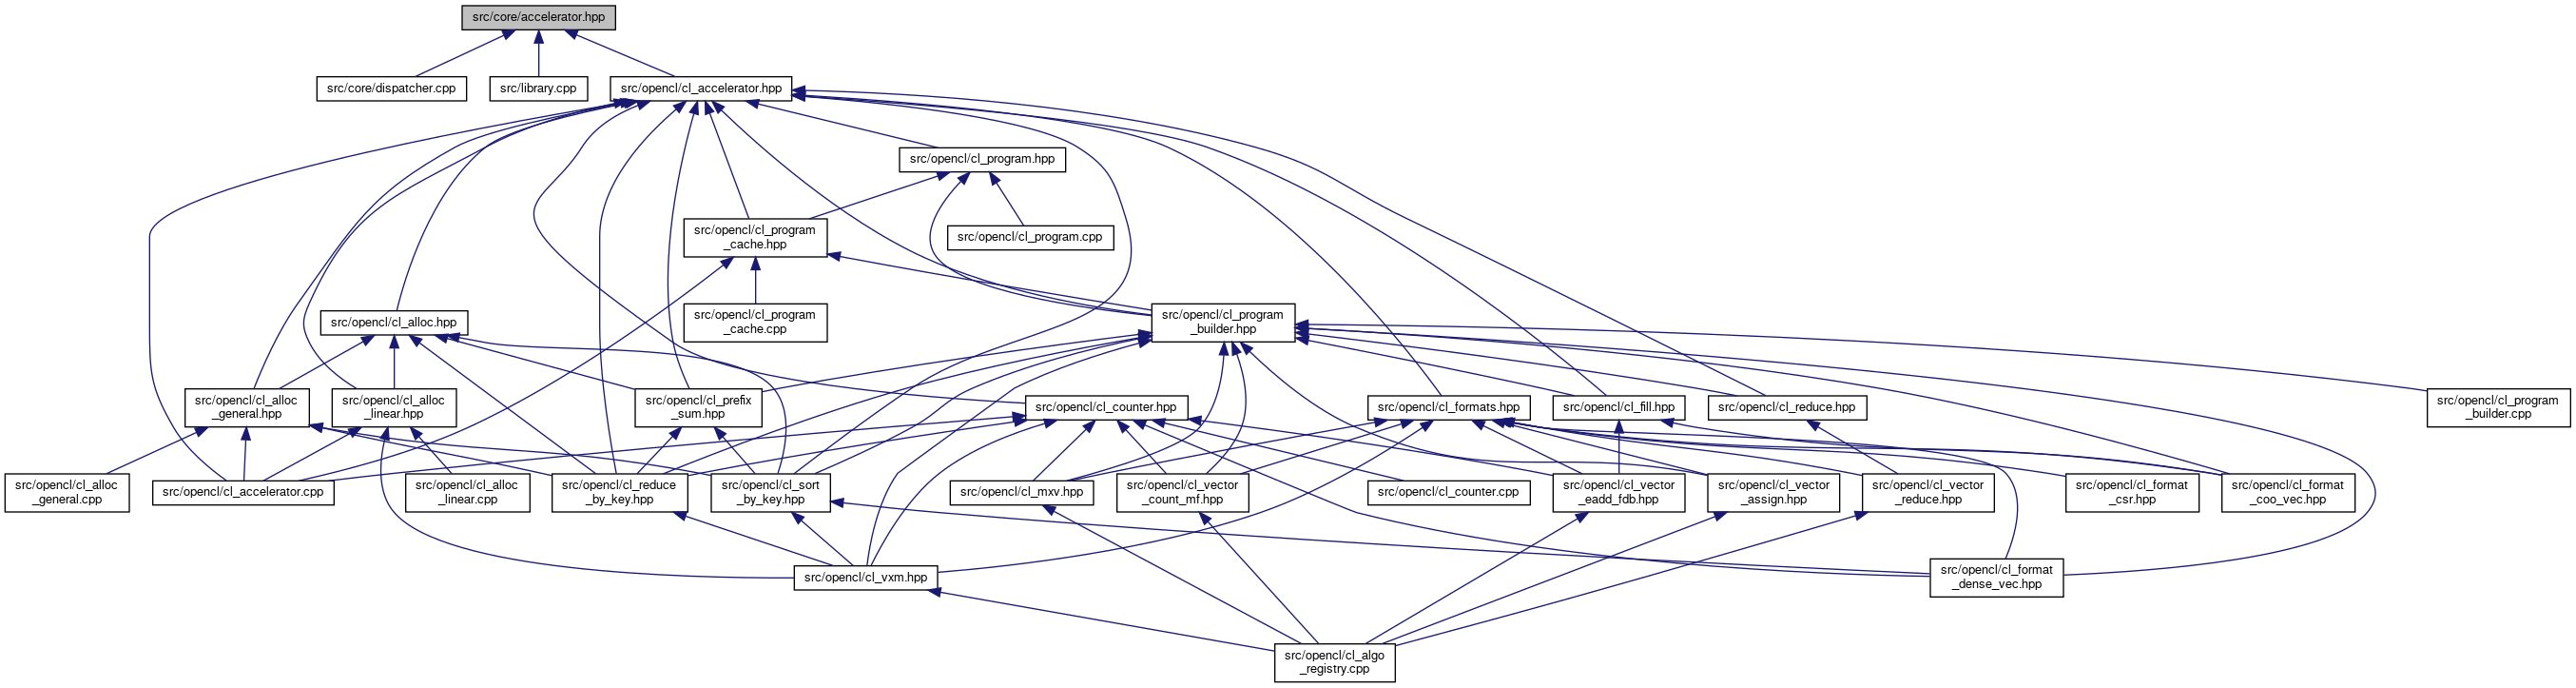 src/core/accelerator.hpp
src/core/dispatcher.cpp
src/library.cpp
src/opencl/cl_accelerator.hpp
src/opencl/cl_program.hpp
src/opencl/cl_program
_cache.hpp
src/opencl/cl_program.cpp
src/opencl/cl_alloc.hpp
src/opencl/cl_program
_cache.cpp
src/opencl/cl_program
_builder.hpp
src/opencl/cl_alloc
_general.hpp
src/opencl/cl_alloc
_linear.hpp
src/opencl/cl_prefix
_sum.hpp
src/opencl/cl_counter.hpp
src/opencl/cl_formats.hpp
src/opencl/cl_fill.hpp
src/opencl/cl_reduce.hpp
src/opencl/cl_program
_builder.cpp
src/opencl/cl_alloc
_general.cpp
src/opencl/cl_accelerator.cpp
src/opencl/cl_alloc
_linear.cpp
src/opencl/cl_reduce
_by_key.hpp
src/opencl/cl_sort
_by_key.hpp
src/opencl/cl_mxv.hpp
src/opencl/cl_vector
_count_mf.hpp
src/opencl/cl_counter.cpp
src/opencl/cl_vector
_eadd_fdb.hpp
src/opencl/cl_vector
_assign.hpp
src/opencl/cl_vector
_reduce.hpp
src/opencl/cl_format
_csr.hpp
src/opencl/cl_format
_coo_vec.hpp
src/opencl/cl_vxm.hpp
src/opencl/cl_format
_dense_vec.hpp
src/opencl/cl_algo
_registry.cpp